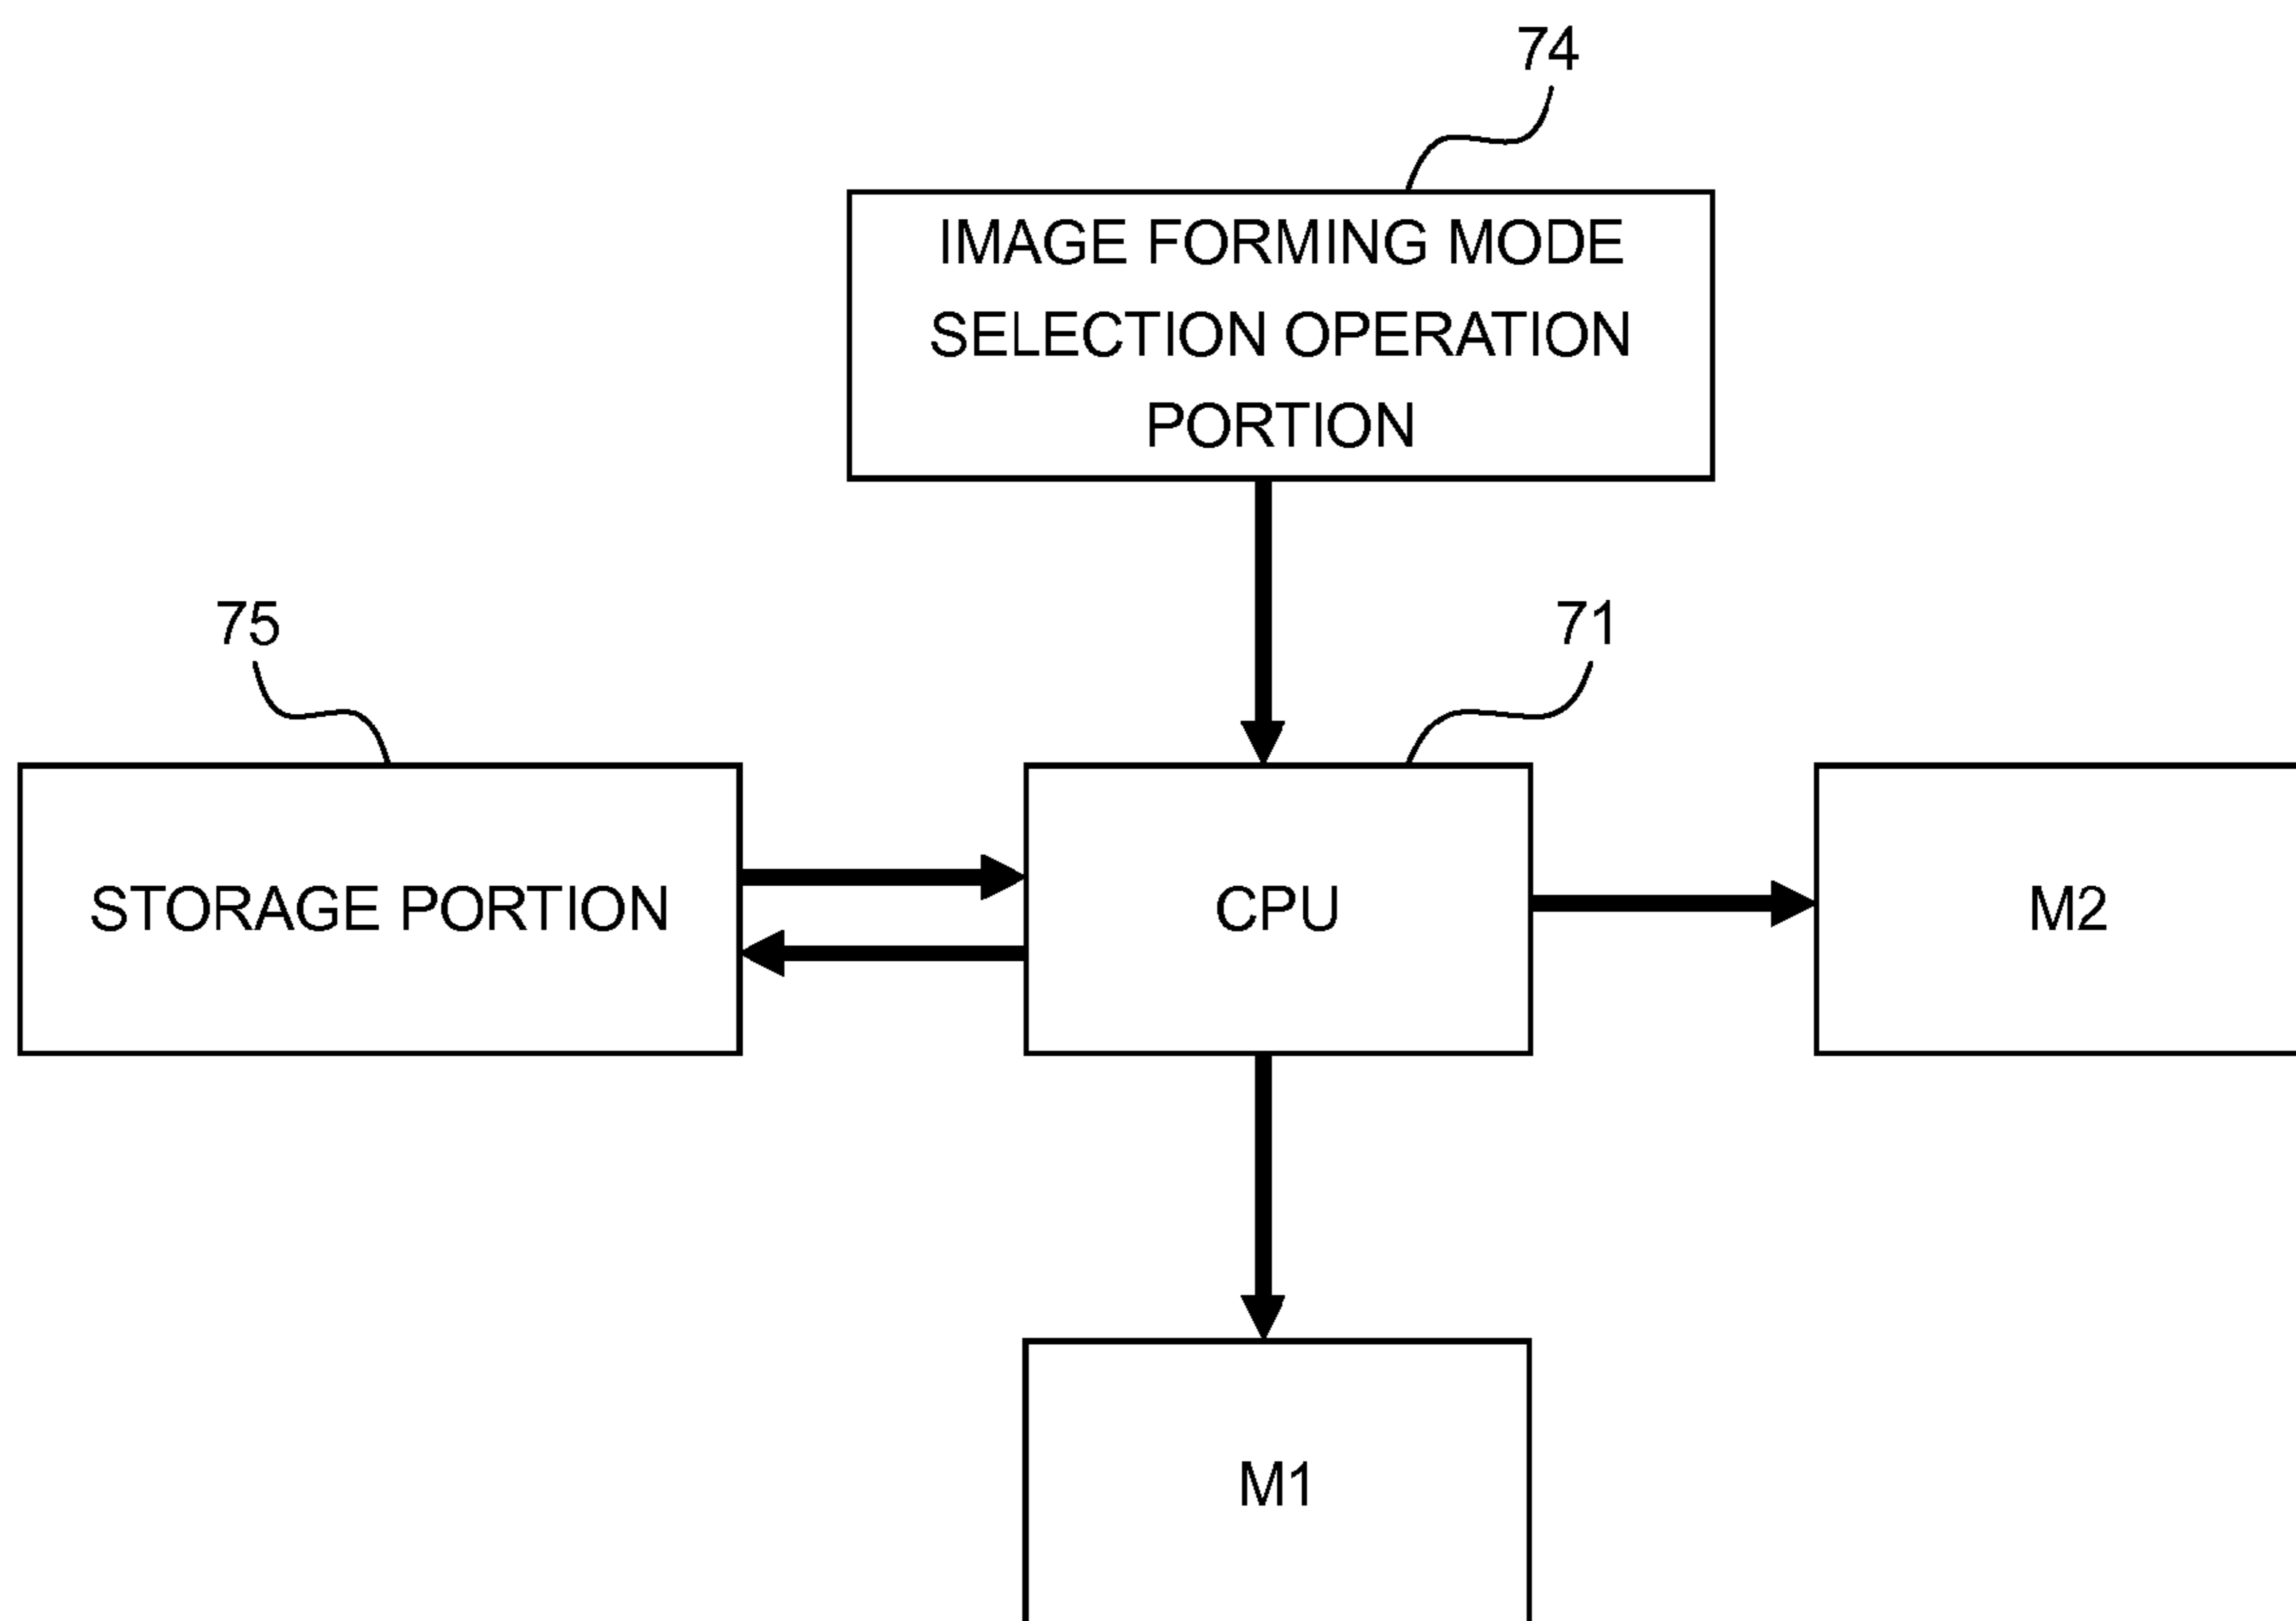 74
IMAGE FORMING MODE
SELECTION OPERATION
PORTION
75
71
STORAGE PORTION
CPU
M2
M1